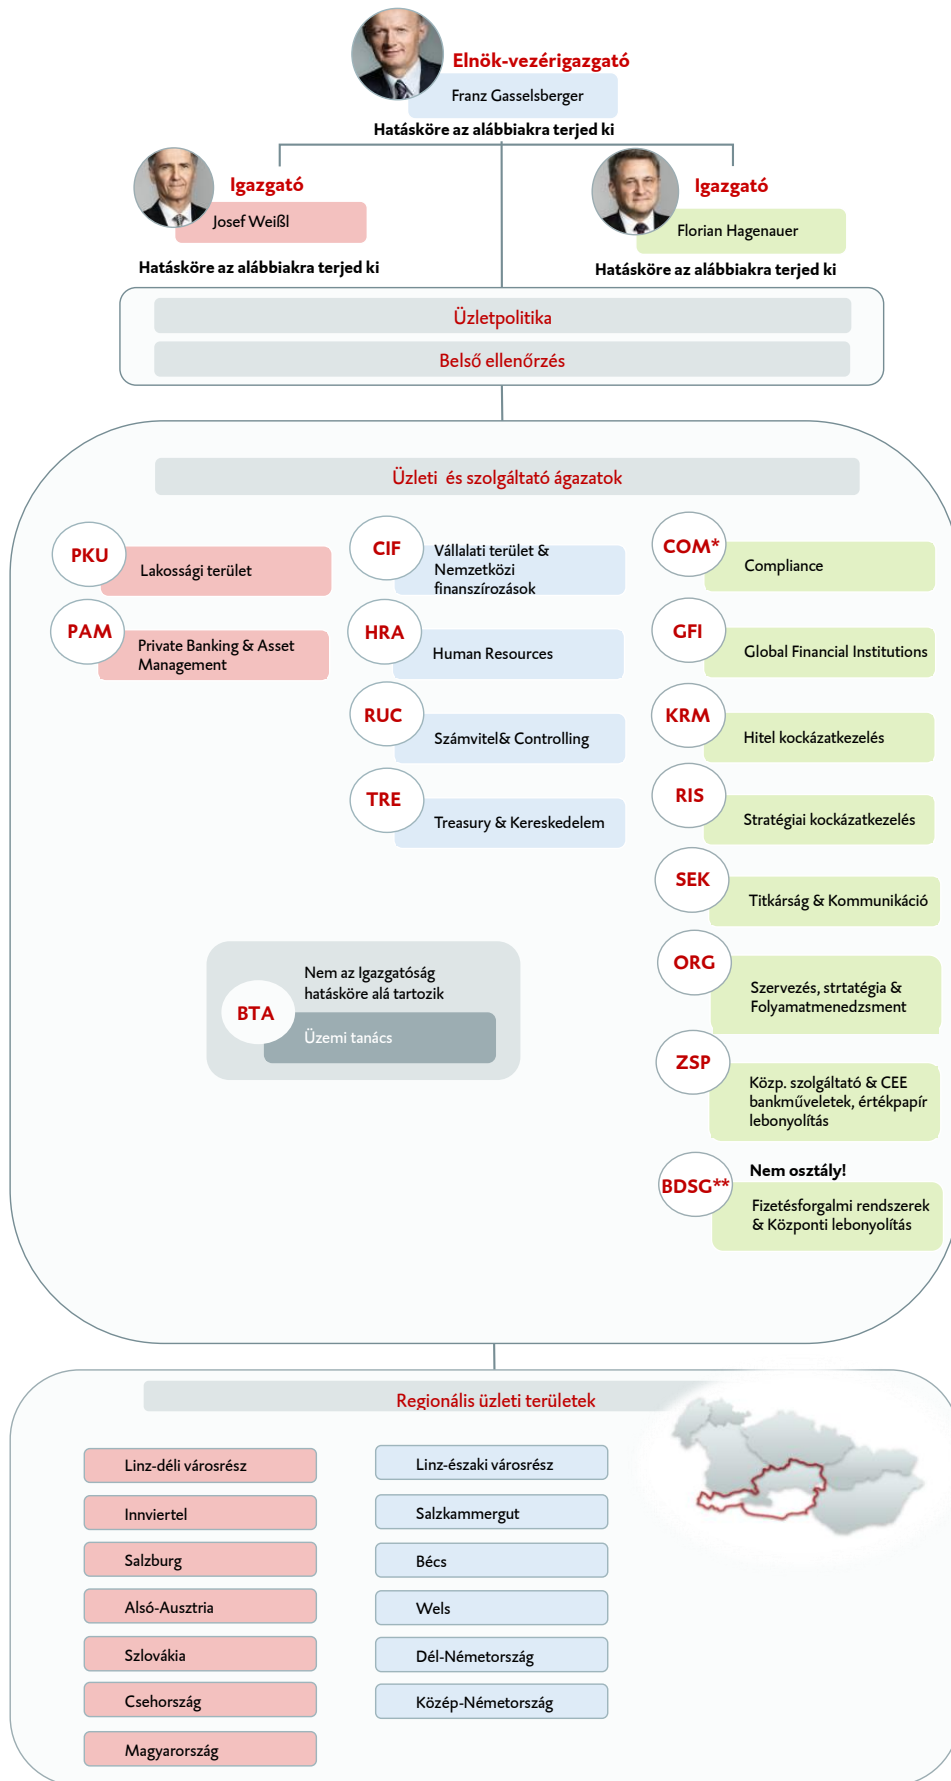 Elnök-vezérigazgató
Franz Gasselsberger
Hatásköre az alábbiakra terjed ki
Igazgató
Josef Weißl
Hatásköre az alábbiakra terjed ki
Igazgató
Florian Hagenauer
Hatásköre az alábbiakra terjed ki
Üzletpolitika
Belső ellenőrzés
Üzleti és szolgáltató ágazatok
PKU
Lakossági terület
PAM
Private Banking & Asset
Management
CIF
Vállalati terület &
Nemzetközi
finanszírozások
HRA
Human Resources
RUC
Számvitel& Controlling
TRE
Treasury & Kereskedelem
COM*
Compliance
GFI
Global Financial Institutions
KRM
Hitel kockázatkezelés
RIS
Stratégiai kockázatkezelés
SEK
Titkárság & Kommunikáció
ORG
Szervezés, strtatégia &
Folyamatmenedzsment
ZSP
Közp. szolgáltató & CEE
bankműveletek, értékpapír
lebonyolítás
BDSG**
Nem osztály!
Fizetésforgalmi rendszerek
& Központi lebonyolítás
Nem az Igazgatóság
hatásköre alá tartozik
BTA
Üzemi tanács
Regionális üzleti területek
Linz-déli városrész
Innviertel
Salzburg
Alsó-Ausztria
Szlovákia
Csehország
Magyarország
Linz-északi városrész
Salzkammergut
Bécs
Wels
Dél-Németország
Közép-Németország